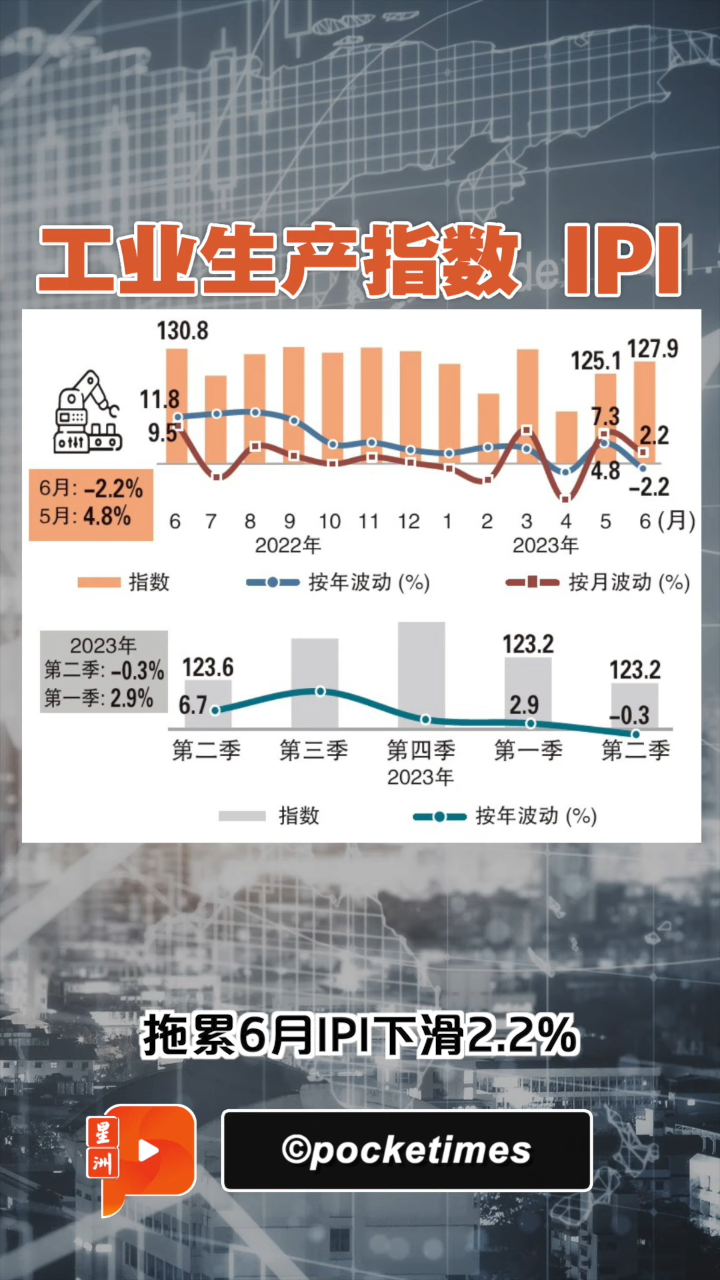 工业生产指数 IPI
130.8
125.1 127.9
11.8
9.5
7.3
2.2
4.8
−2.2
6月: −2.2%
5月: 4.8%
6 7 8 9 10 11 12 1 2 3 4 5 6 (月)
2022年 2023年
指数 按年波动 (%) 按月波动 (%)
2023年
第二季: −0.3%
第一季: 2.9%
123.6 123.2 123.2
6.7 2.9 −0.3
第二季 第三季 第四季 第一季 第二季
2023年
指数 按年波动 (%)
拖累6月IPI下滑2.2%
星洲
©pocketimes